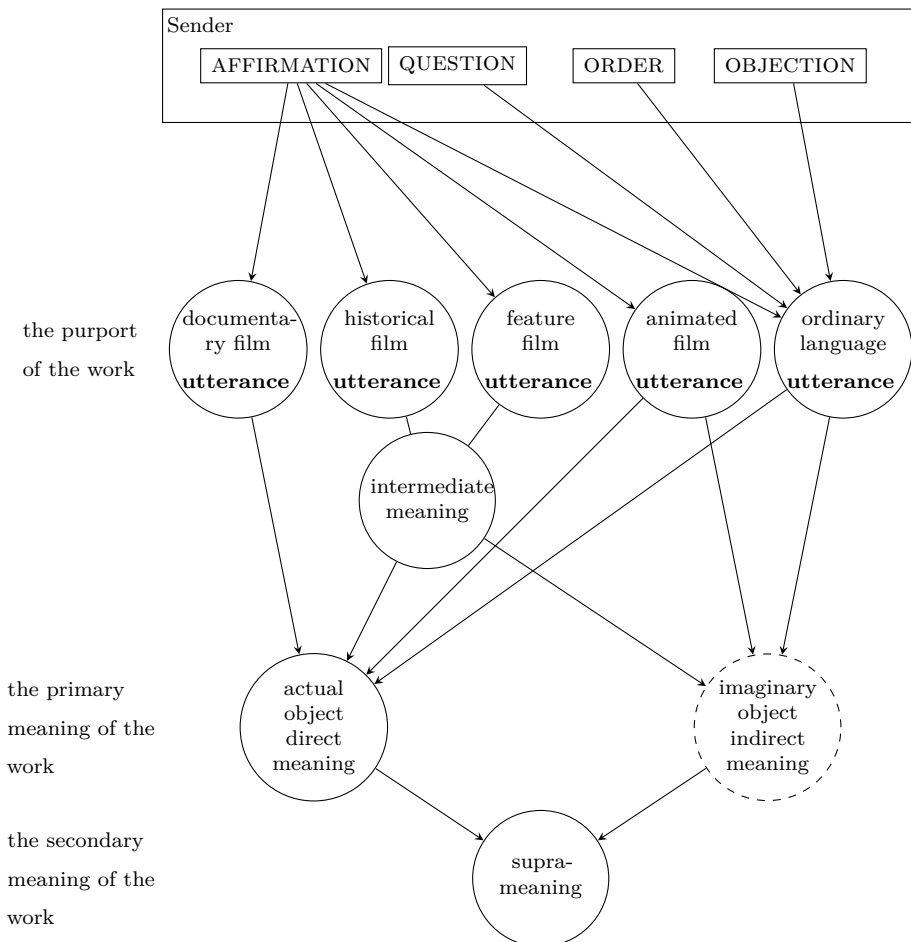 Sender
AFFIRMATION
QUESTION
ORDER
OBJECTION
the purport
of the work
documenta-
ry film
utterance
historical
film
utterance
feature
film
utterance
animated
film
utterance
ordinary
language
utterance
intermediate
meaning
the primary
meaning of the
work
actual
object
direct
meaning
imaginary
object
indirect
meaning
the secondary
meaning of the
work
supra-
meaning